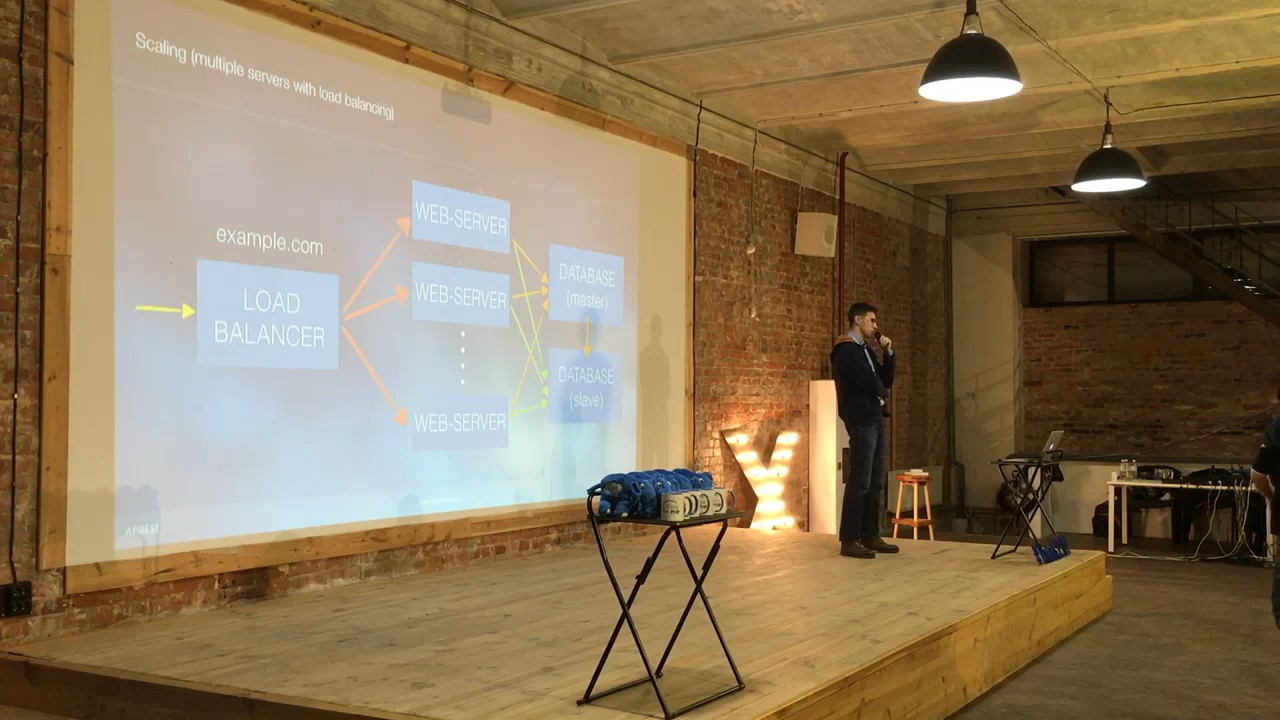 Scaling (multiple servers with load balancing)
example.com
LOAD
BALANCER
WEB-SERVER
WEB-SERVER
WEB-SERVER
DATABASE
(master)
DATABASE
(slave)
Y